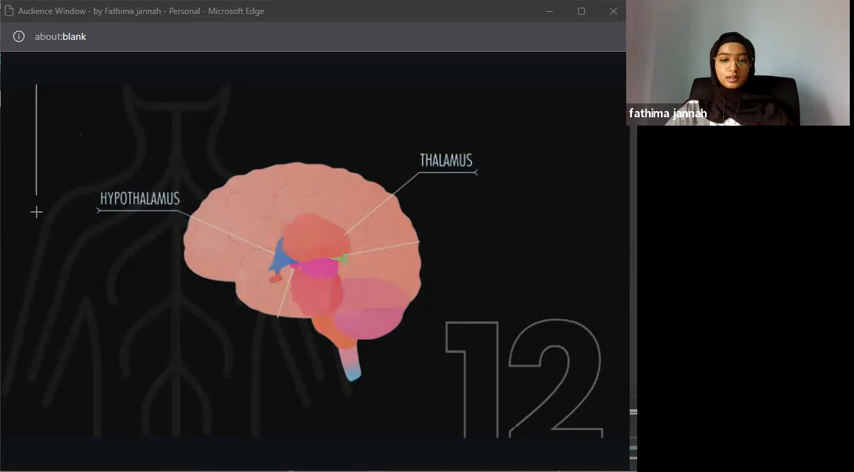 Audience Window - by Fathima jannah - Personal - Microsoft Edge
about:blank
fathima jannah
THALAMUS
HYPOTHALAMUS
12